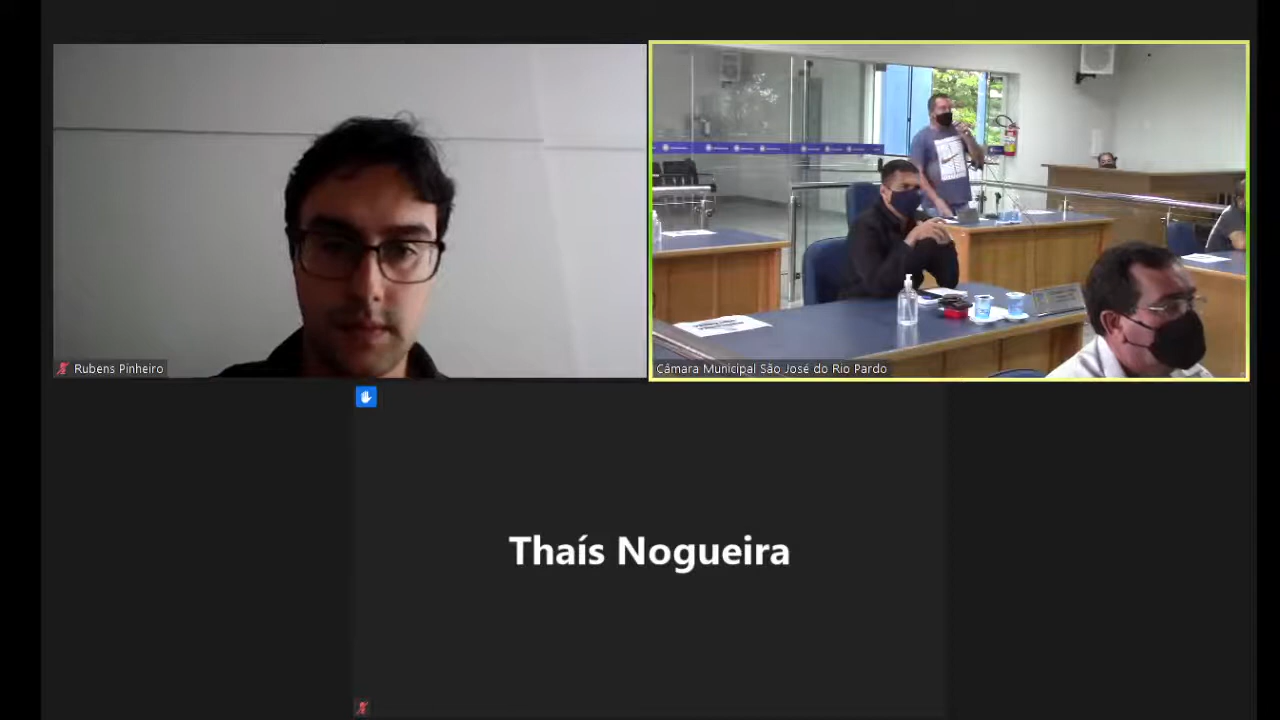 Rubens Pinheiro
Câmara Municipal São José do Rio Pardo
Thaís Nogueira